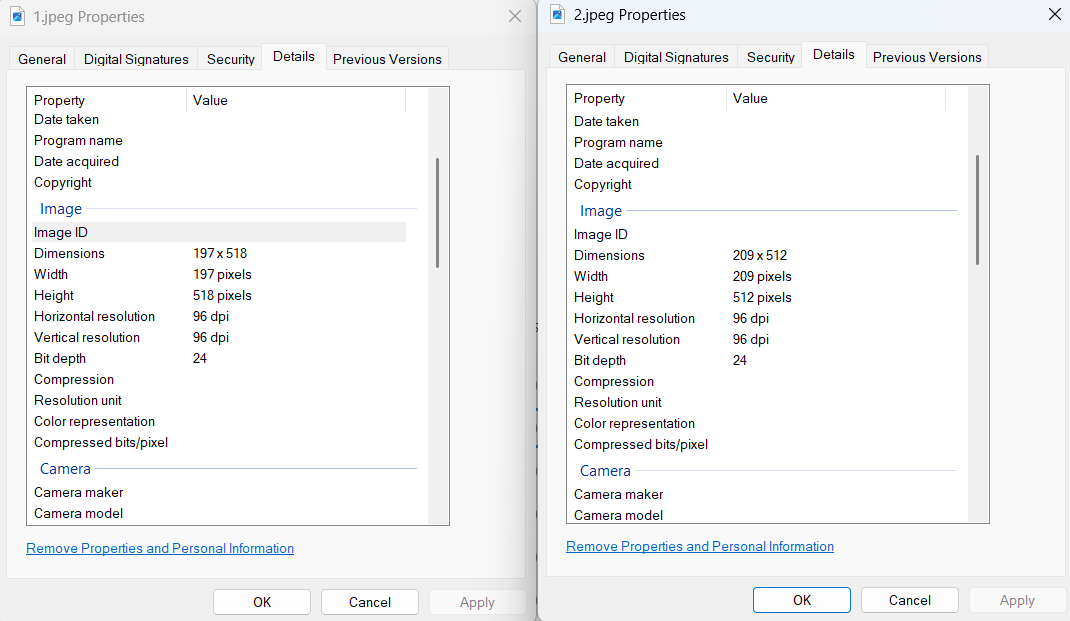 1.jpeg Properties
General Digital Signatures Security Details Previous Versions
Property Value
Date taken
Program name
Date acquired
Copyright
Image
Image ID
Dimensions 197 x 518
Width 197 pixels
Height 518 pixels
Horizontal resolution 96 dpi
Vertical resolution 96 dpi
Bit depth 24
Compression
Resolution unit
Color representation
Compressed bits/pixel
Camera
Camera maker
Camera model
Remove Properties and Personal Information
OK Cancel Apply
2.jpeg Properties
General Digital Signatures Security Details Previous Versions
Property Value
Date taken
Program name
Date acquired
Copyright
Image
Image ID
Dimensions 209 x 512
Width 209 pixels
Height 512 pixels
Horizontal resolution 96 dpi
Vertical resolution 96 dpi
Bit depth 24
Compression
Resolution unit
Color representation
Compressed bits/pixel
Camera
Camera maker
Camera model
Remove Properties and Personal Information
OK Cancel Apply